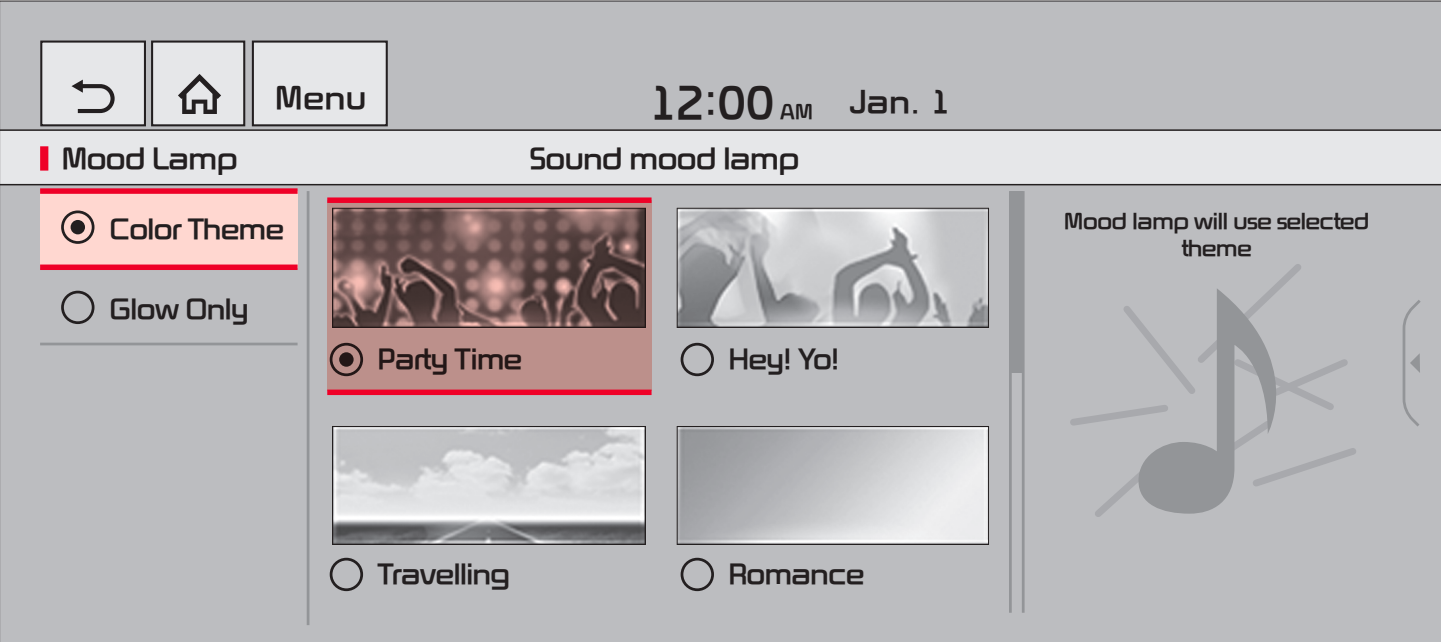 Menu
12:00 AM Jan. 1
Mood Lamp
Sound mood lamp
Color Theme
Glow Only
Party Time
Hey! Yo!
Travelling
Romance
Mood lamp will use selected
theme